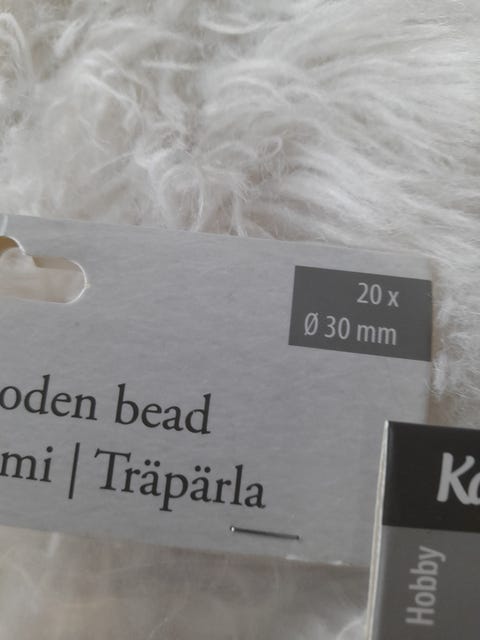 20 x
Ø 30 mm
oden bead
mi | Träpärla
Ka
Hobby